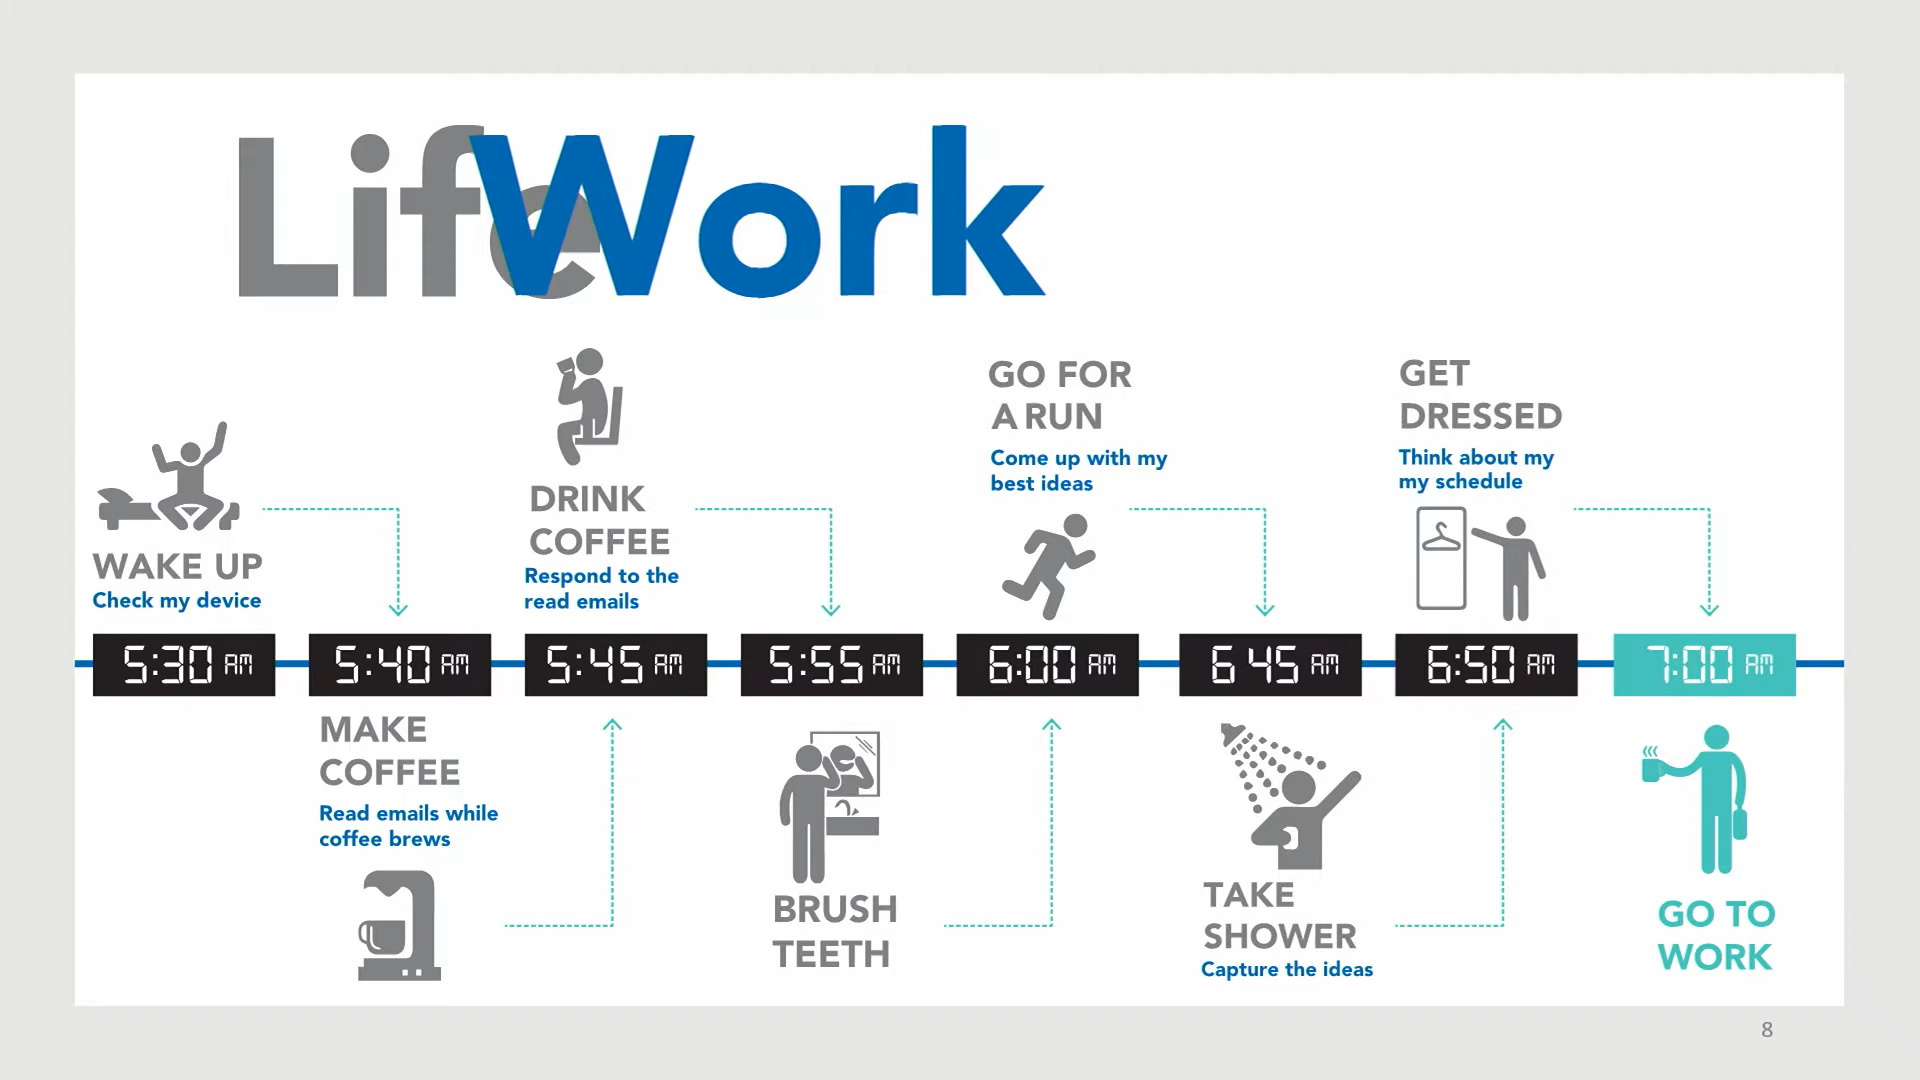 LifeWork
WAKE UP
Check my device
5:30 AM
5:40 AM
MAKE
COFFEE
Read emails while
coffee brews
DRINK
COFFEE
Respond to the
read emails
5:45 AM
5:55 AM
BRUSH
TEETH
GO FOR
A RUN
Come up with my
best ideas
6:00 AM
6 45 AM
TAKE
SHOWER
Capture the ideas
GET
DRESSED
Think about my
my schedule
6:50 AM
7:00 AM
GO TO
WORK
8